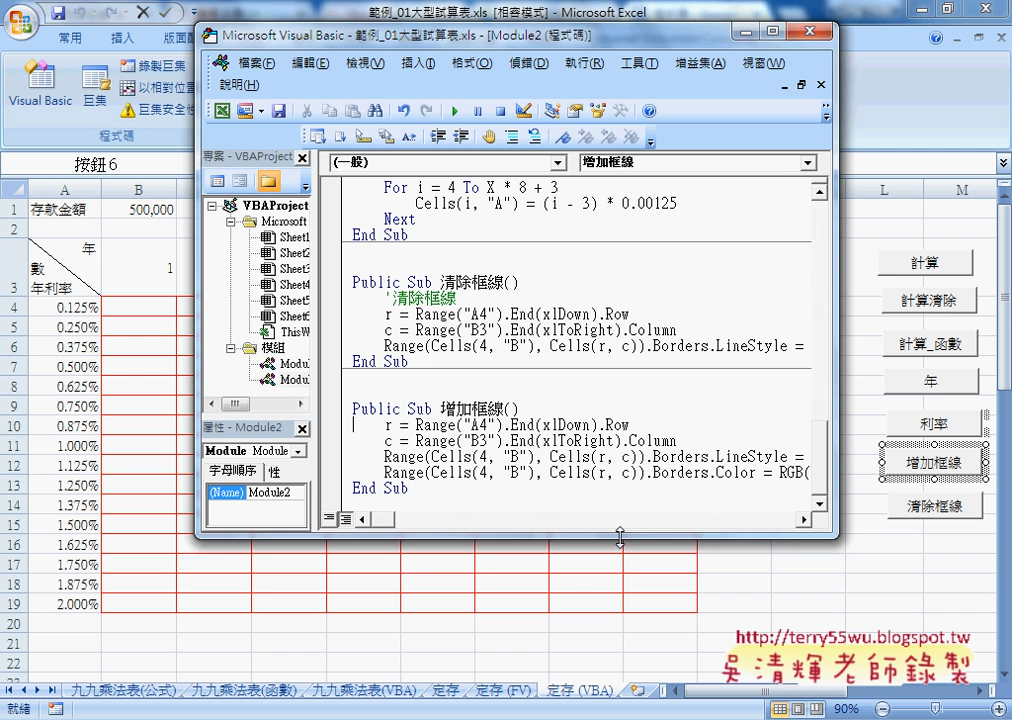 範例_01大型試算表.xls [相容模式] - Microsoft Excel
常用
插入
版面
Visual Basic
巨集
錄製巨集
以相對位置
巨集安全性
程式碼
按鈕6
Microsoft Visual Basic - 範例_01大型試算表.xls - [Module2 (程式碼)]
檔案(F) 編輯(E) 檢視(V) 插入(I) 格式(O) 偵錯(D) 執行(R) 工具(T) 增益集(A) 視窗(W)
說明(H)
專案 - VBAProject
VBAProject
Microsoft
Sheet1
Sheet2
Sheet3
Sheet4
Sheet5
Sheet6
ThisW
模組
Modu
Modu
屬性 - Module2
Module Module
字母順序 性
(Name) Module2
(一般) 增加框線
For i = 4 To X * 8 + 3
Cells(i, "A") = (i - 3) * 0.00125
Next
End Sub
Public Sub 清除框線()
'清除框線
r = Range("A4").End(xlDown).Row
c = Range("B3").End(xlToRight).Column
Range(Cells(4, "B"), Cells(r, c)).Borders.LineStyle =
End Sub
Public Sub 增加框線()
r = Range("A4").End(xlDown).Row
c = Range("B3").End(xlToRight).Column
Range(Cells(4, "B"), Cells(r, c)).Borders.LineStyle =
Range(Cells(4, "B"), Cells(r, c)).Borders.Color = RGB(
End Sub
A B L M
1 存款金額 500,000
2
年
數 1
3 年利率
4 0.125%
5 0.250%
6 0.375%
7 0.500%
8 0.625%
9 0.750%
10 0.875%
11 1.000%
12 1.125%
13 1.250%
14 1.375%
15 1.500%
16 1.625%
17 1.750%
18 1.875%
19 2.000%
20
21
22
計算
計算清除
計算_函數
年
利率
增加框線
清除框線
http://terry55wu.blogspot.tw
吳清輝老師錄製
九九乘法表(公式) 九九乘法表(函數) 九九乘法表(VBA) 定存 定存 (FV) 定存 (VBA)
就緒 90%